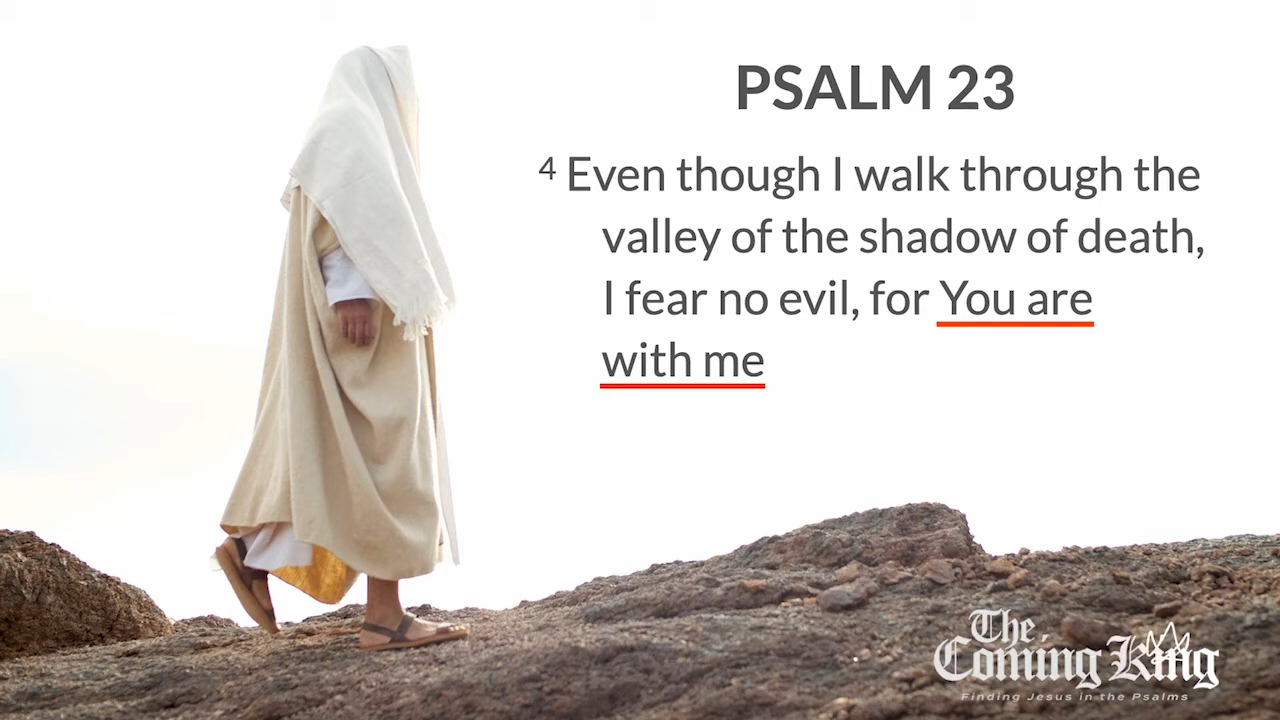 PSALM 23
4 Even though I walk through the
valley of the shadow of death,
I fear no evil, for You are
with me
The
Coming King
Finding Jesus in the Psalms